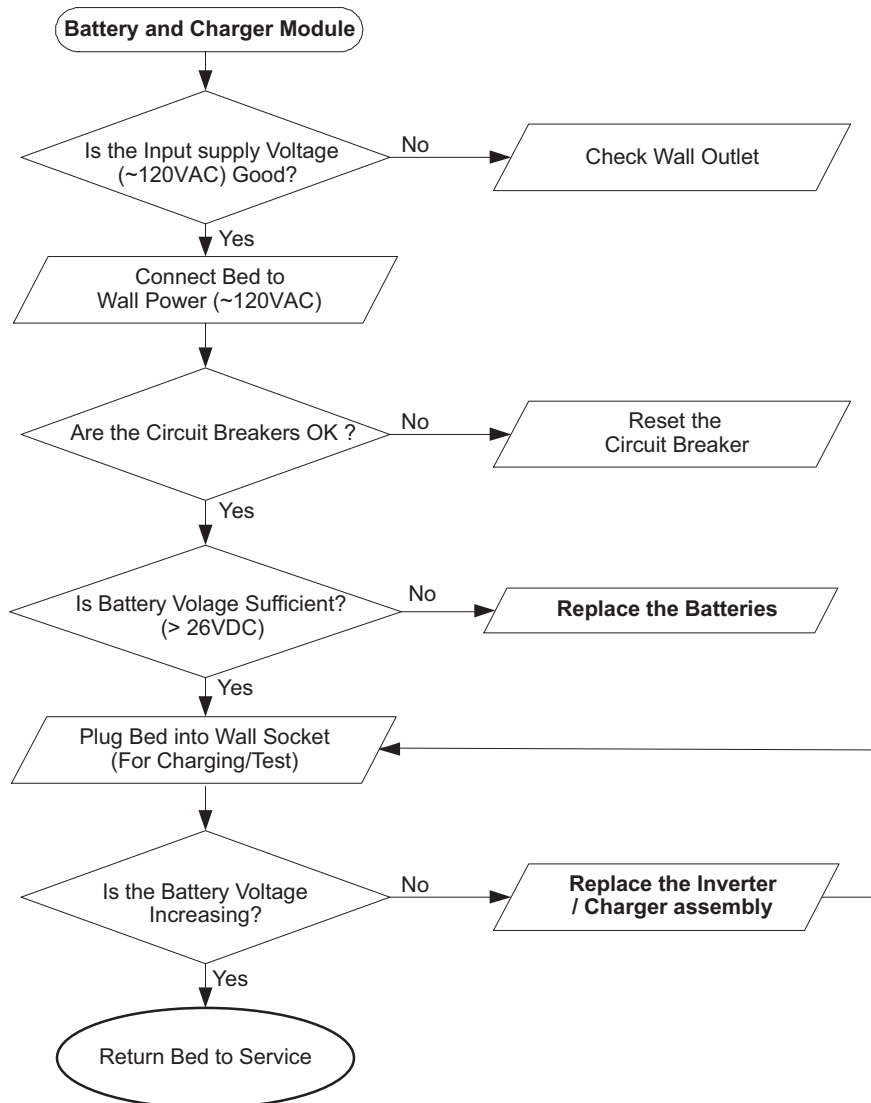 Battery and Charger Module
Is the Input supply Voltage
(~120VAC) Good?
No
Check Wall Outlet
Yes
Connect Bed to
Wall Power (~120VAC)
Are the Circuit Breakers OK ?
No
Reset the
Circuit Breaker
Yes
Is Battery Volage Sufficient?
(> 26VDC)
No
Replace the Batteries
Yes
Plug Bed into Wall Socket
(For Charging/Test)
Is the Battery Voltage
Increasing?
No
Replace the Inverter
/ Charger assembly
Yes
Return Bed to Service